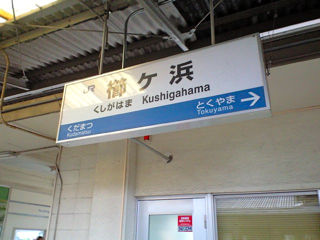 JR 櫛ケ浜
くしがはま Kushigahama
くだまつ
Kudamatsu
とくやま
Tokuyama